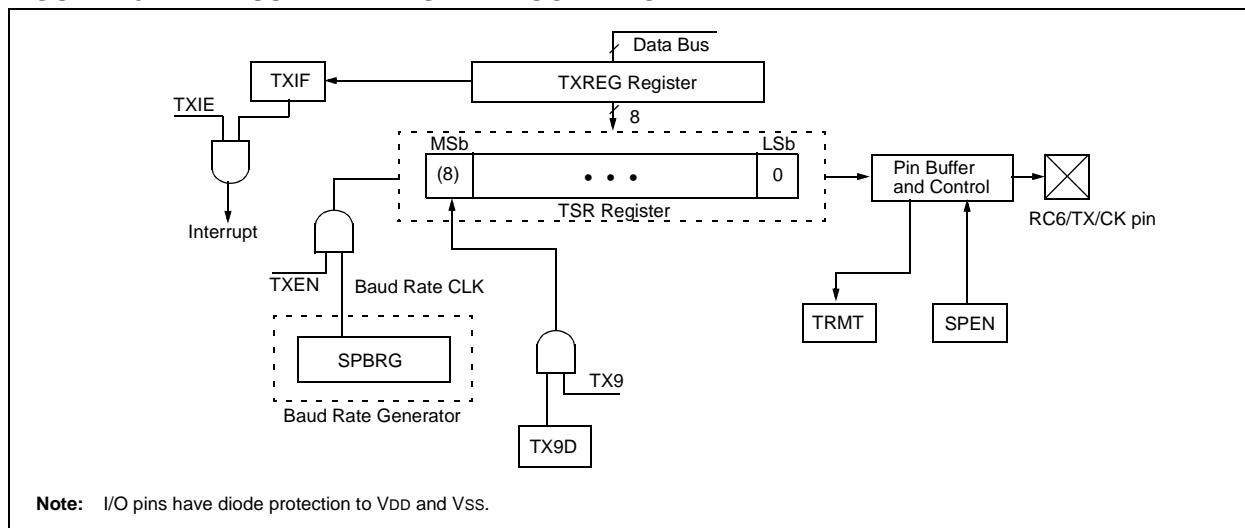 Data Bus
TXIF
TXREG Register
TXIE
8
MSb
LSb
(8)
• • •
0
Pin Buffer
and Control
TSR Register
Interrupt
RC6/TX/CK pin
TXEN
Baud Rate CLK
TRMT
SPEN
SPBRG
TX9
Baud Rate Generator
TX9D
Note: I/O pins have diode protection to VDD and VSS.